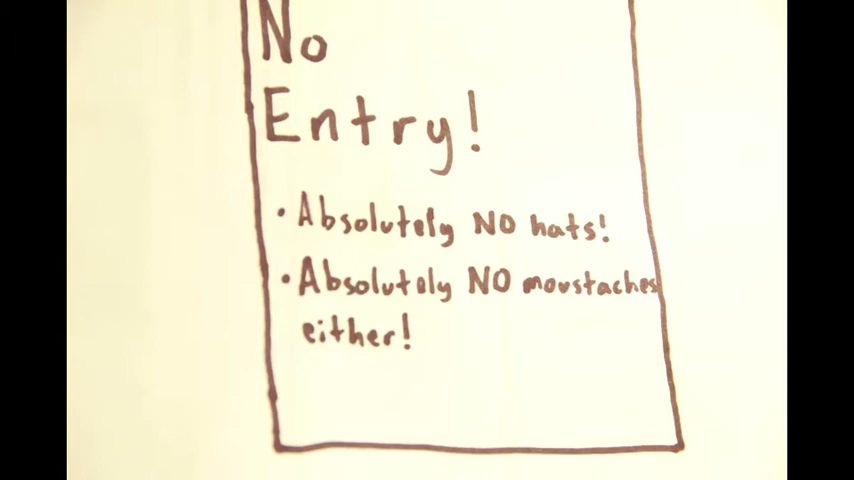 No
Entry!
• Absolutely NO hats!
• Absolutely NO moustaches
either!